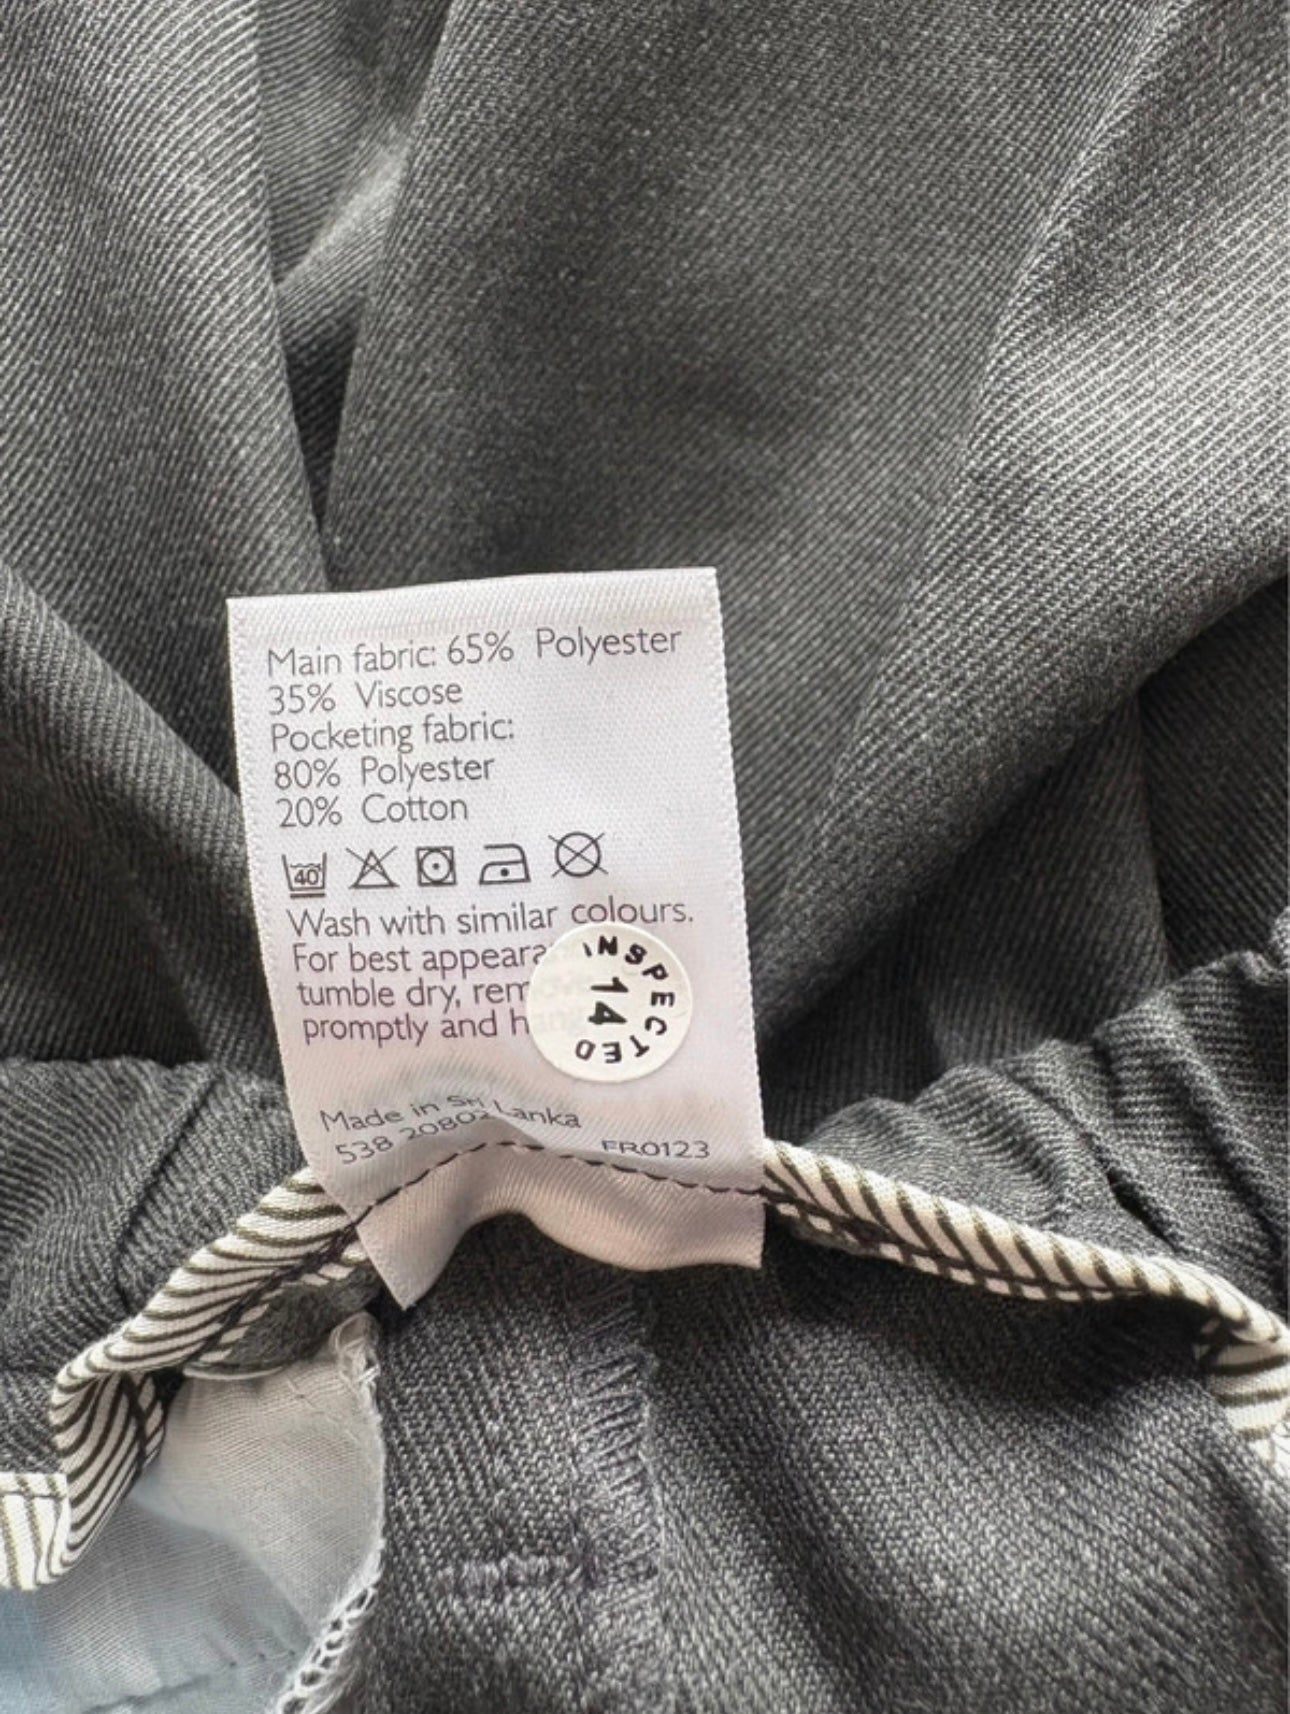 Main fabric: 65% Polyester
35% Viscose
Pocketing fabric:
80% Polyester
20% Cotton
40
Wash with similar colours.
For best appeara
tumble dry, rem
promptly and h
INSPECTED
14
Made in Sri Lanka
538 20802
FR0123